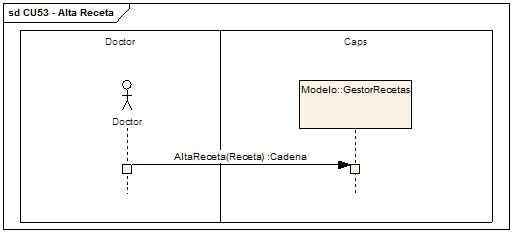 sd CU53 - Alta Receta
Doctor
Caps
Modelo::GestorRecetas
Doctor
AltaReceta(Receta) :Cadena